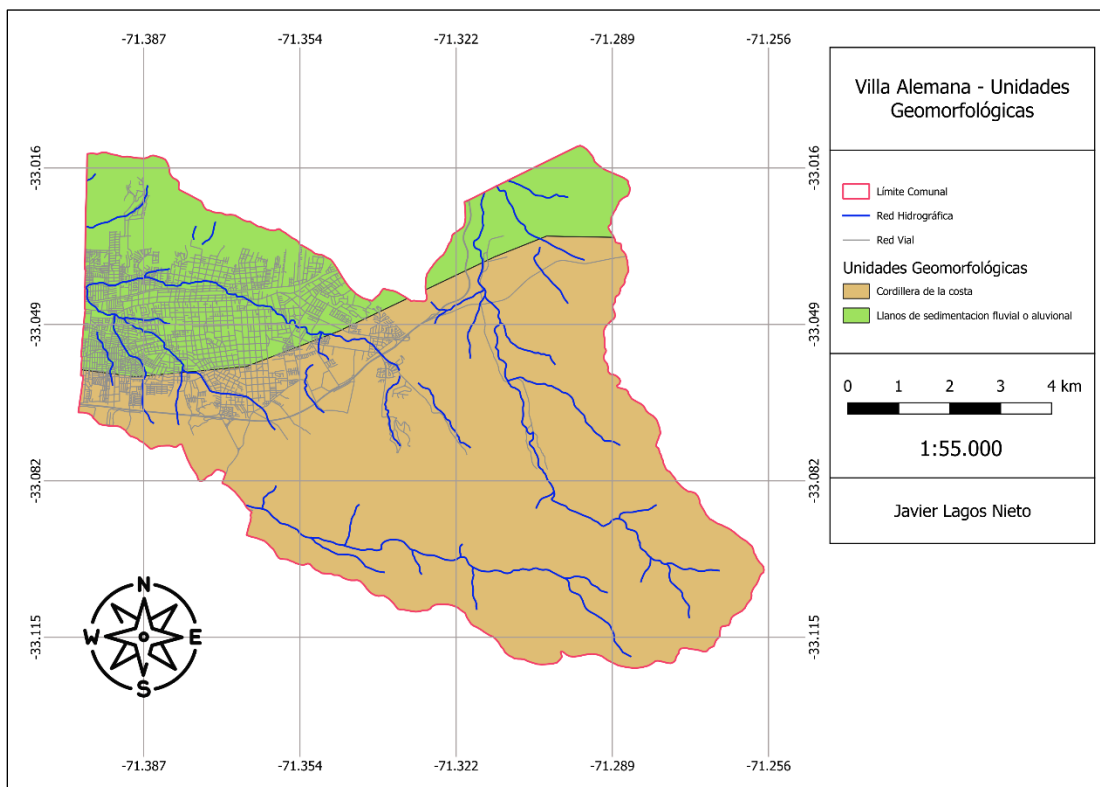 -71.387 -71.354 -71.322 -71.289 -71.256
Villa Alemana - Unidades
Geomorfológicas
-33.016 -33.016
Límite Comunal
Red Hidrográfica
Red Vial
Unidades Geomorfológicas
Cordillera de la costa
Llanos de sedimentacion fluvial o aluvional
-33.049 -33.049
0 1 2 3 4 km
1:55.000
-33.082 -33.082
Javier Lagos Nieto
N
W E
S
-33.115 -33.115
-71.387 -71.354 -71.322 -71.289 -71.256